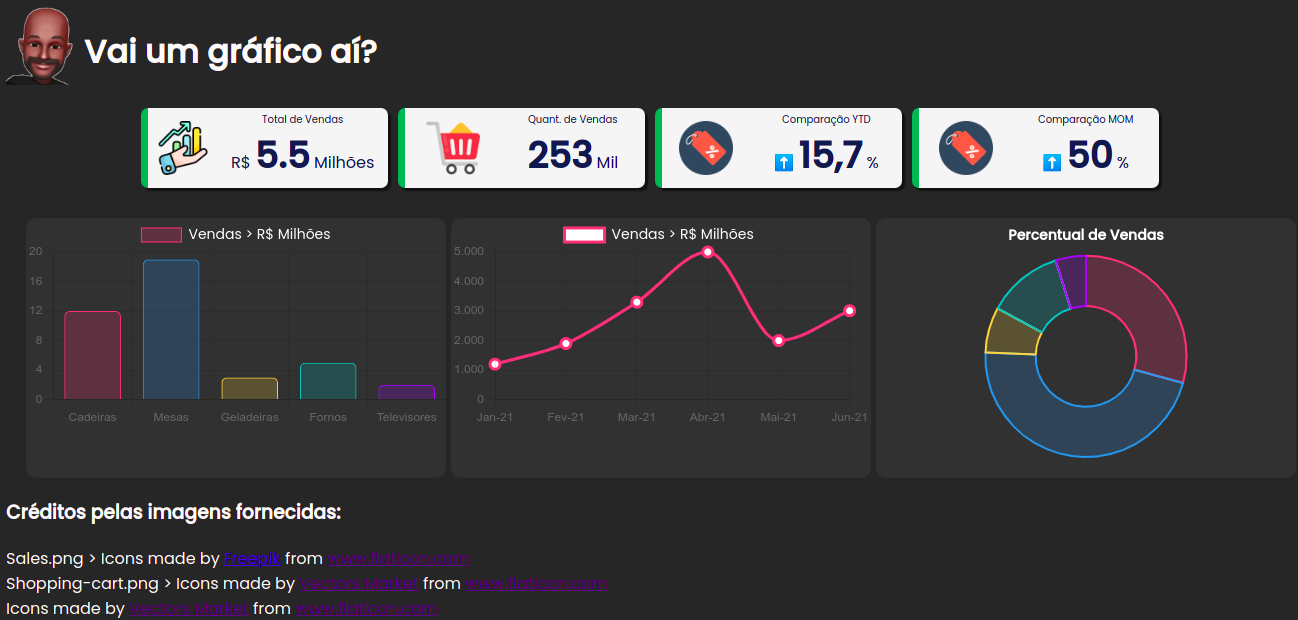 Vai um gráfico aí?
Total de Vendas
R$ 5.5 Milhões
Quant. de Vendas
253 Mil
Comparação YTD
15,7 %
Comparação MOM
50 %
Vendas > R$ Milhões
20
16
12
8
4
0
Cadeiras Mesas Geladeiras Fornos Televisores
Vendas > R$ Milhões
5.000
4.000
3.000
2.000
1.000
0
Jan-21 Fev-21 Mar-21 Abr-21 Mai-21 Jun-21
Percentual de Vendas
Créditos pelas imagens fornecidas:
Sales.png > Icons made by Freepik from www.flaticon.com
Shopping-cart.png > Icons made by Vectors Market from www.flaticon.com
Icons made by Vectors Market from www.flaticon.com